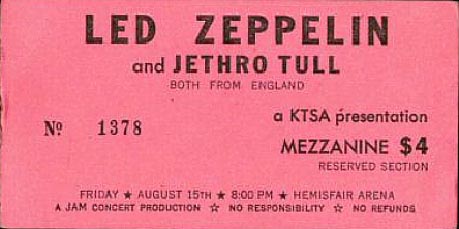 LED ZEPPELIN
and JETHRO TULL
BOTH FROM ENGLAND
a KTSA presentation
No 1378
MEZZANINE $4
RESERVED SECTION
FRIDAY ★ AUGUST 15TH ★ 8:00 PM ★ HEMISFAIR ARENA
A JAM CONCERT PRODUCTION ☆ NO RESPONSIBILITY ☆ NO REFUNDS